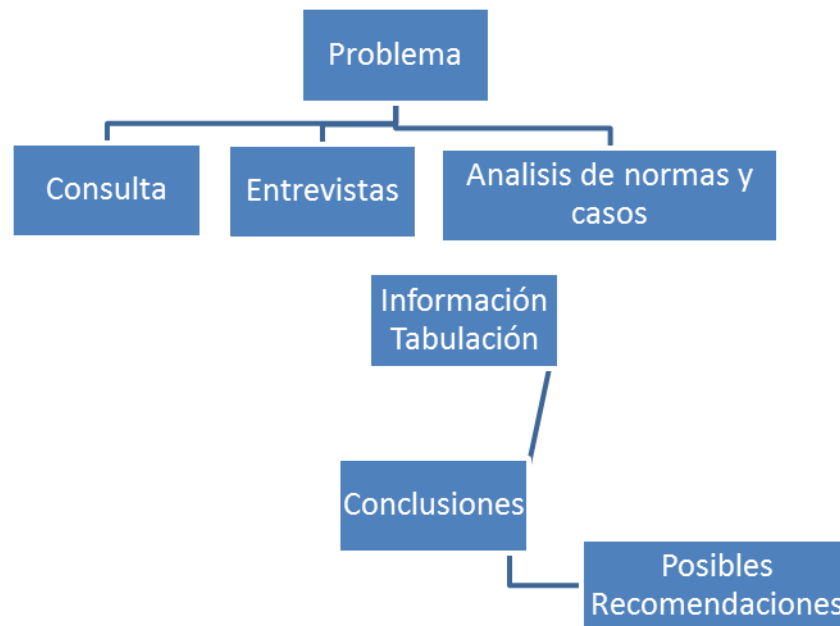 Problema
Consulta
Entrevistas
Analisis de normas y
casos
Información
Tabulación
Conclusiones
Posibles
Recomendaciones